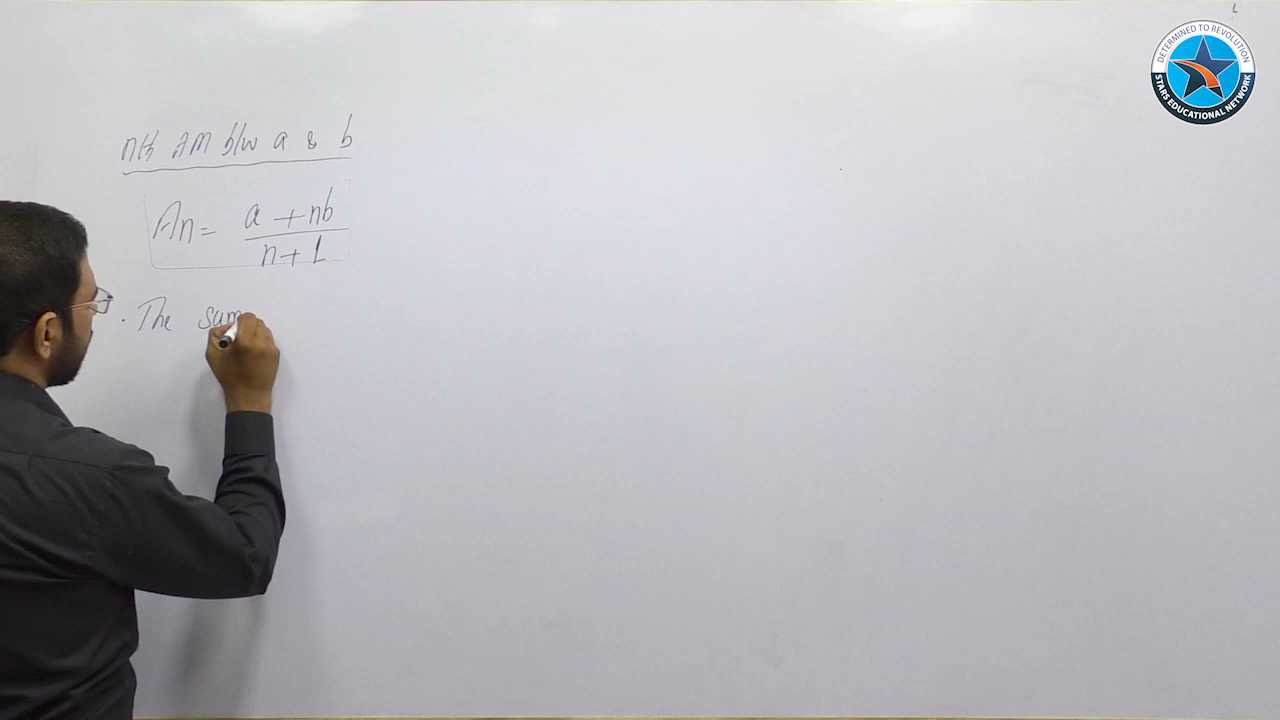 nth AM b/w a & b
An = a + nb / n + 1
. The sum
DETERMINED TO REVOLUTION
STARS EDUCATIONAL NETWORK